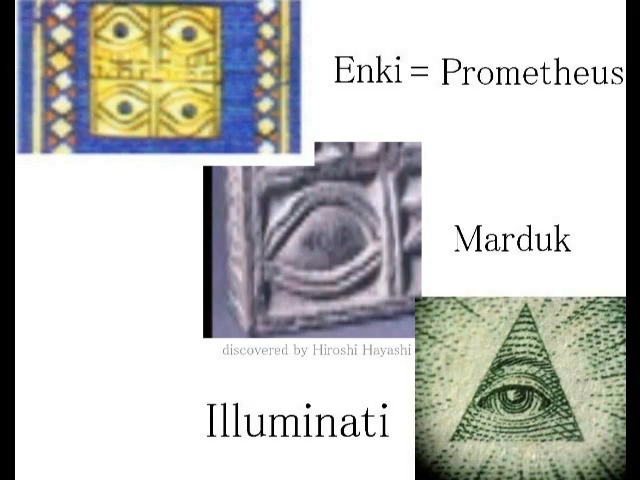 Enki = Prometheus
Marduk
discovered by Hiroshi Hayashi
Illuminati